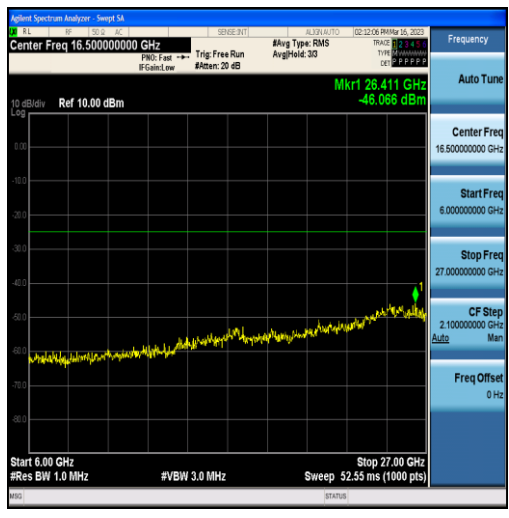 Agilent Spectrum Analyzer - Swept SA
RL RF 50 Ω AC SENSE:INT ALIGN AUTO 02:12:06 PM Mar 16, 2023
Center Freq 16.500000000 GHz
PNO: Fast
IFGain:Low
Trig: Free Run
#Atten: 20 dB
#Avg Type: RMS
Avg|Hold: 3/3
TRACE 1 2 3 4 5 6
TYPE M
DET P P P P P P
Frequency
Auto Tune
Center Freq
16.500000000 GHz
Start Freq
6.000000000 GHz
Stop Freq
27.000000000 GHz
CF Step
2.100000000 GHz
Auto Man
Freq Offset
0 Hz
Mkr1 26.411 GHz
-46.066 dBm
10 dB/div Ref 10.00 dBm
Log
0.00
-10.0
-20.0
-30.0
-40.0
-50.0
-60.0
-70.0
-80.0
1
Start 6.00 GHz Stop 27.00 GHz
#Res BW 1.0 MHz #VBW 3.0 MHz Sweep 52.55 ms (1000 pts)
MSG STATUS